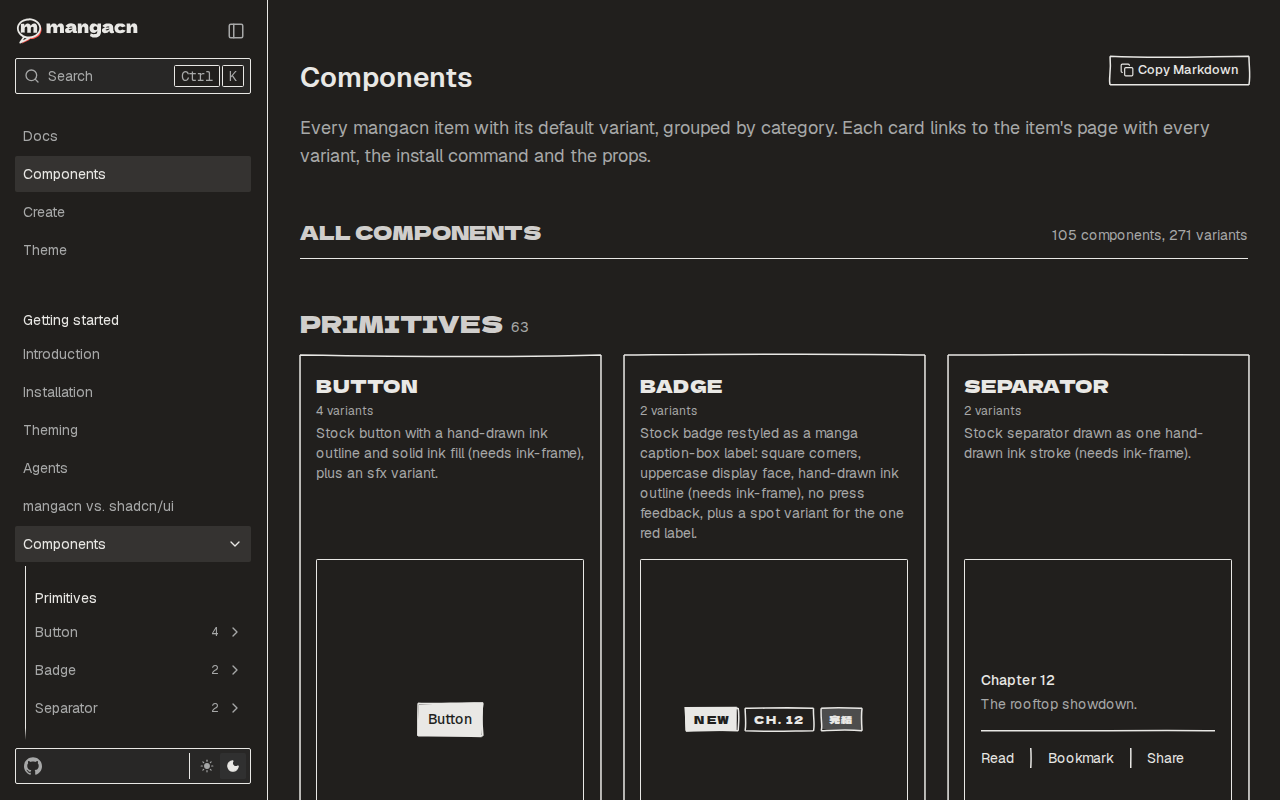 mangacn
Search Ctrl K
Docs
Components
Create
Theme
Getting started
Introduction
Installation
Theming
Agents
mangacn vs. shadcn/ui
Components
Primitives
Button 4
Badge 2
Separator 2
Components
Copy Markdown
Every mangacn item with its default variant, grouped by category. Each card links to the item's page with every
variant, the install command and the props.
ALL COMPONENTS
105 components, 271 variants
PRIMITIVES 63
BUTTON
4 variants
Stock button with a hand-drawn ink
outline and solid ink fill (needs ink-frame),
plus an sfx variant.
Button
BADGE
2 variants
Stock badge restyled as a manga
caption-box label: square corners,
uppercase display face, hand-drawn ink
outline (needs ink-frame), no press
feedback, plus a spot variant for the one
red label.
NEW CH. 12 完結
SEPARATOR
2 variants
Stock separator drawn as one hand-
drawn ink stroke (needs ink-frame).
Chapter 12
The rooftop showdown.
Read Bookmark Share